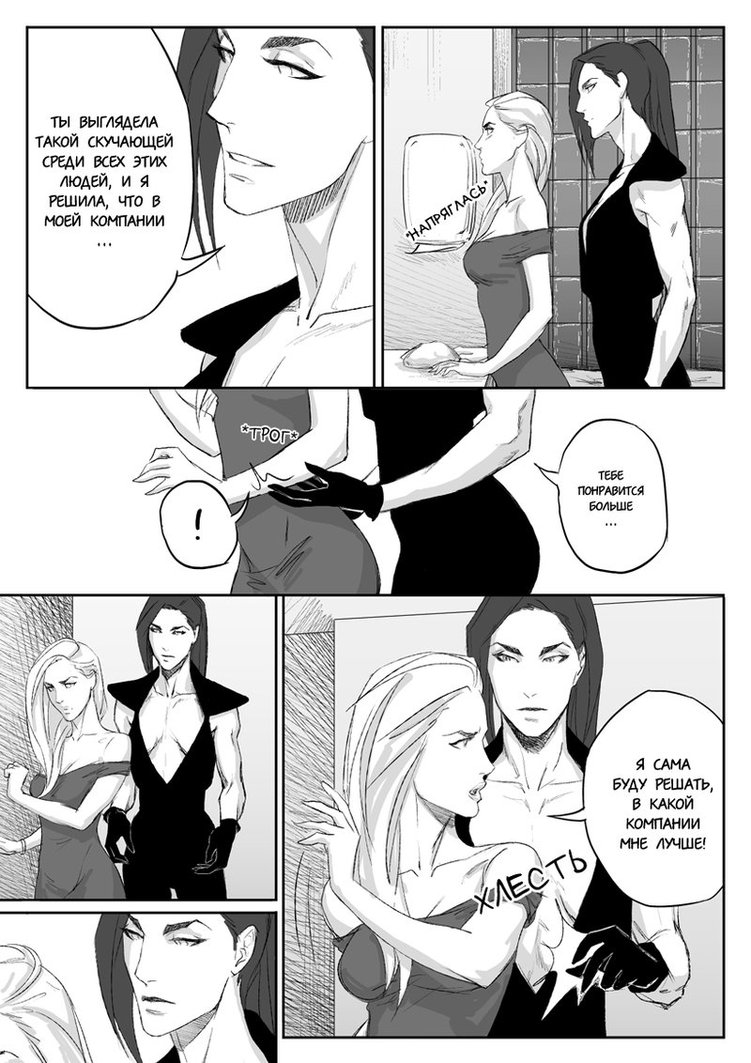 ТЫ ВЫГЛЯДЕЛА
ТАКОЙ СКУЧАЮЩЕЙ
СРЕДИ ВСЕХ ЭТИХ
ЛЮДЕЙ, И Я
РЕШИЛА, ЧТО В
МОЕЙ КОМПАНИИ
...
*НАПРЯГЛАСЬ*
*ТРОГ*
!
ТЕБЕ
ПОНРАВИТСЯ
БОЛЬШЕ
...
Я САМА
БУДУ РЕШАТЬ,
В КАКОЙ
КОМПАНИИ
МНЕ ЛУЧШЕ!
ХЛЕСТЬ